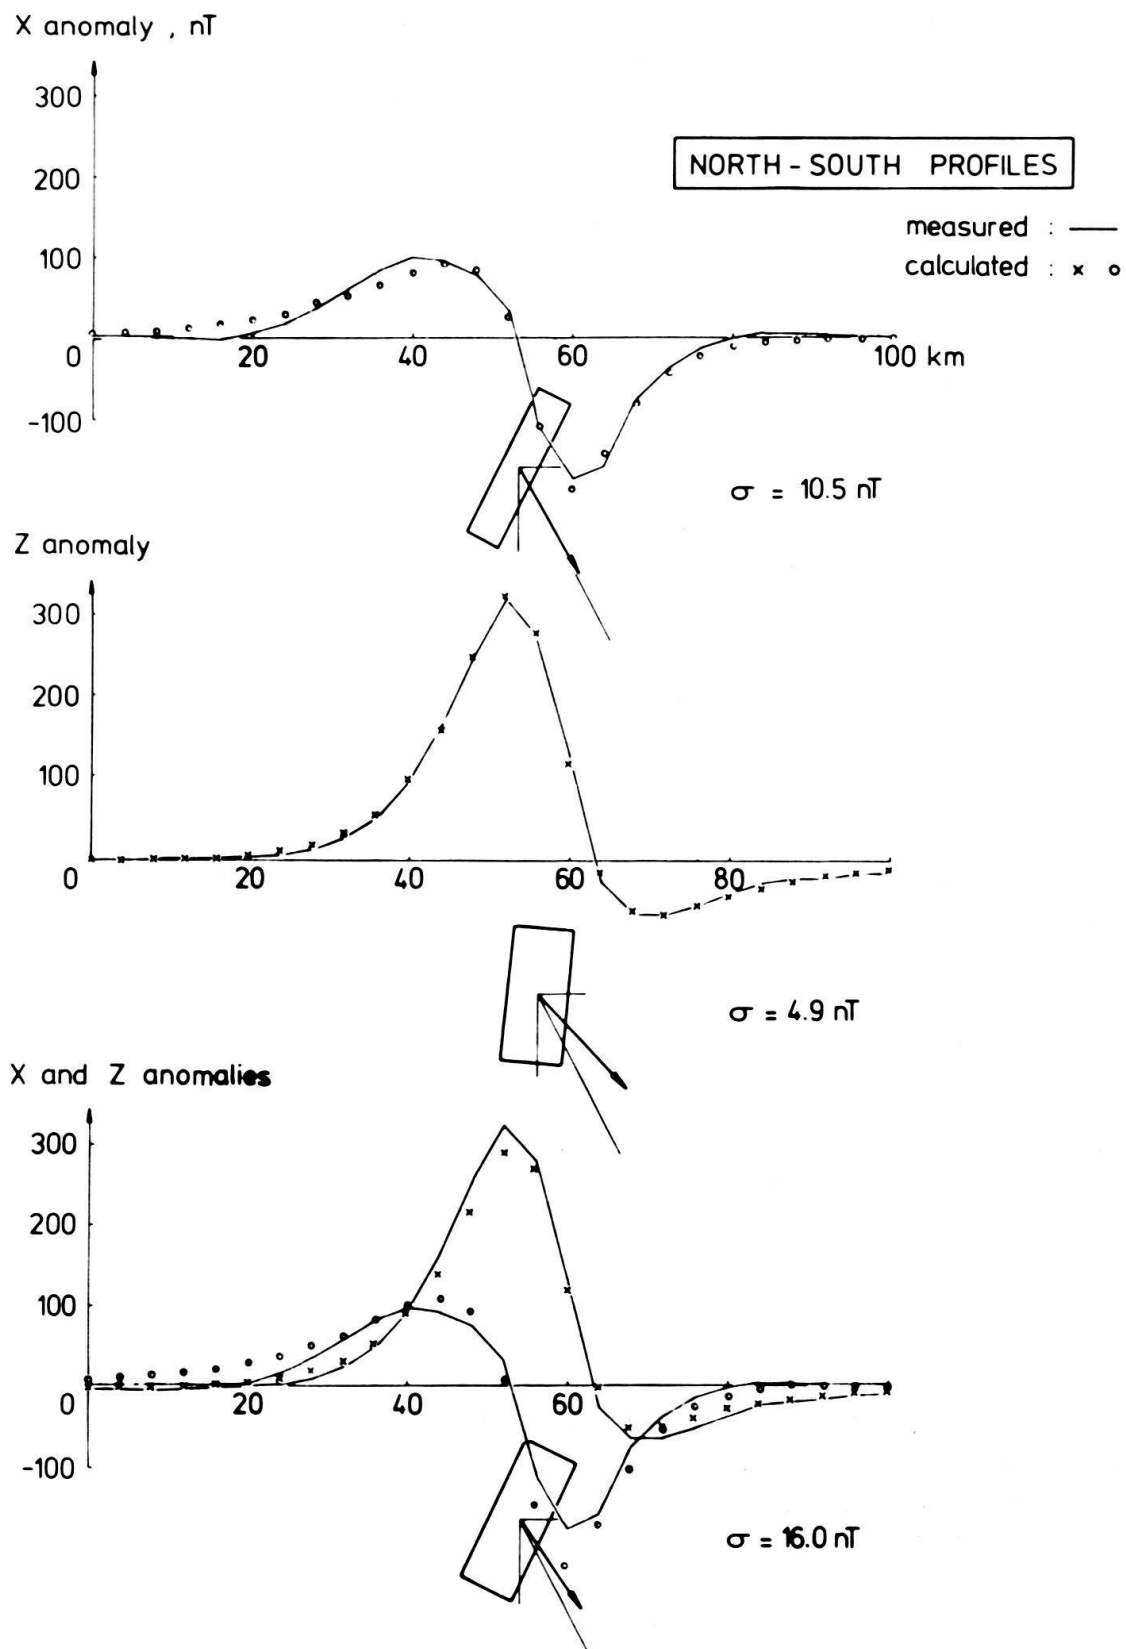 X anomaly , nT
300
NORTH - SOUTH PROFILES
200
measured : —
100
calculated : × o
0 20 40 60 100 km
-100
σ = 10.5 nT
Z anomaly
300
200
100
0 20 40 60 80
σ = 4.9 nT
X and Z anomalies
300
200
100
0 20 40 60 80
-100
σ = 16.0 nT